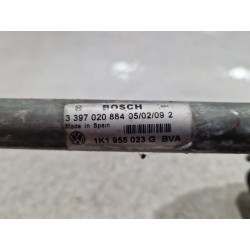 BOSCH
3 397 020 884 05/02/09 2
Made in Spain
1K1 955 023 G BVA